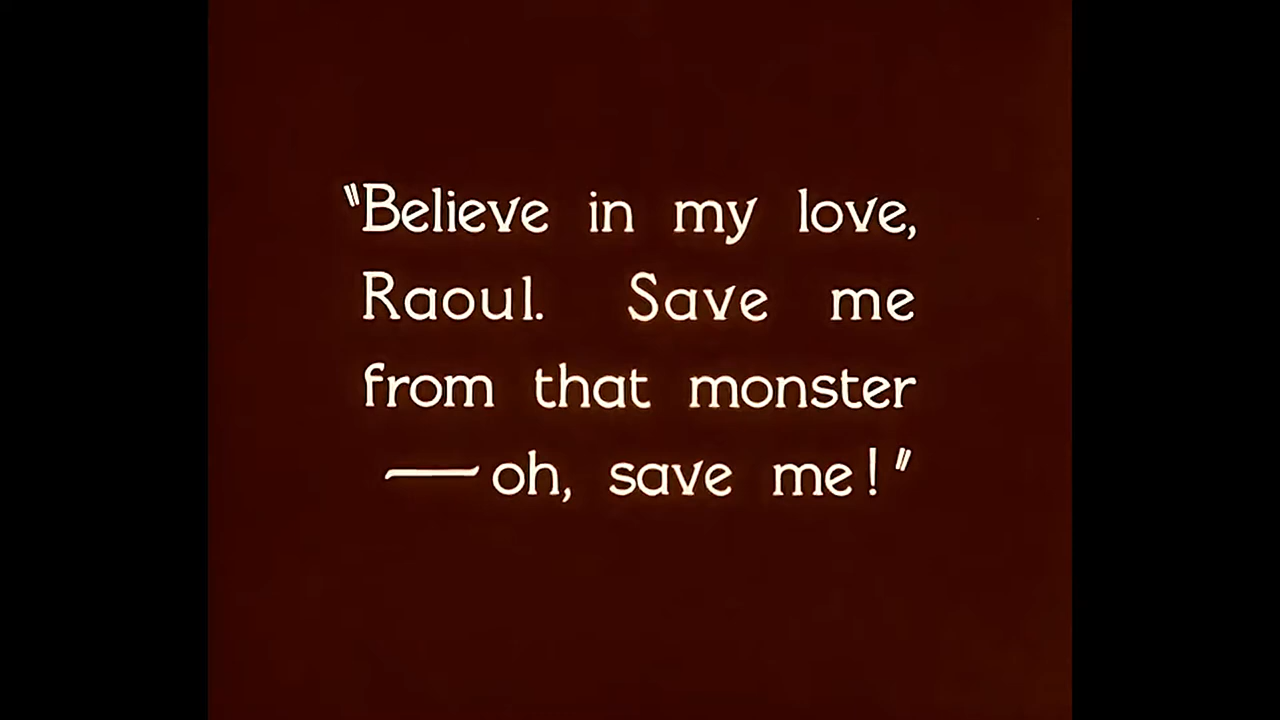 "Believe in my love,
Raoul. Save me
from that monster
—oh, save me!"